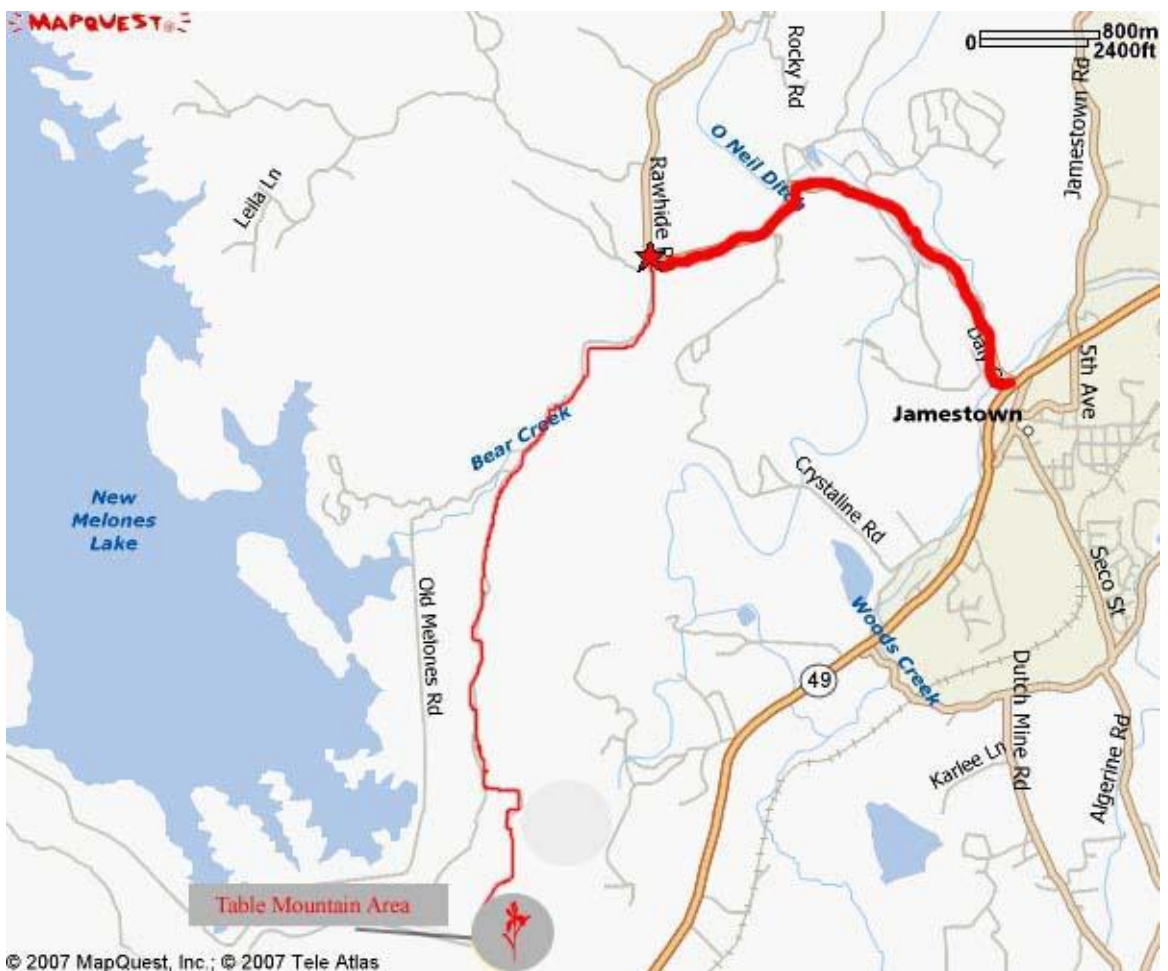 MAPQUEST
800m
0
2400ft
Rocky Rd
Jamestown Rd
O Neil Ditch
Rawhide R
Leila Ln
Daly
5th Ave
Jamestown
Bear Creek
Crystaline Rd
New
Melones
Lake
Seco St
Old Melones Rd
Woods Creek
49
Dutch Mine Rd
Karlee Ln
Algerine Rd
Table Mountain Area
© 2007 MapQuest, Inc.; © 2007 Tele Atlas